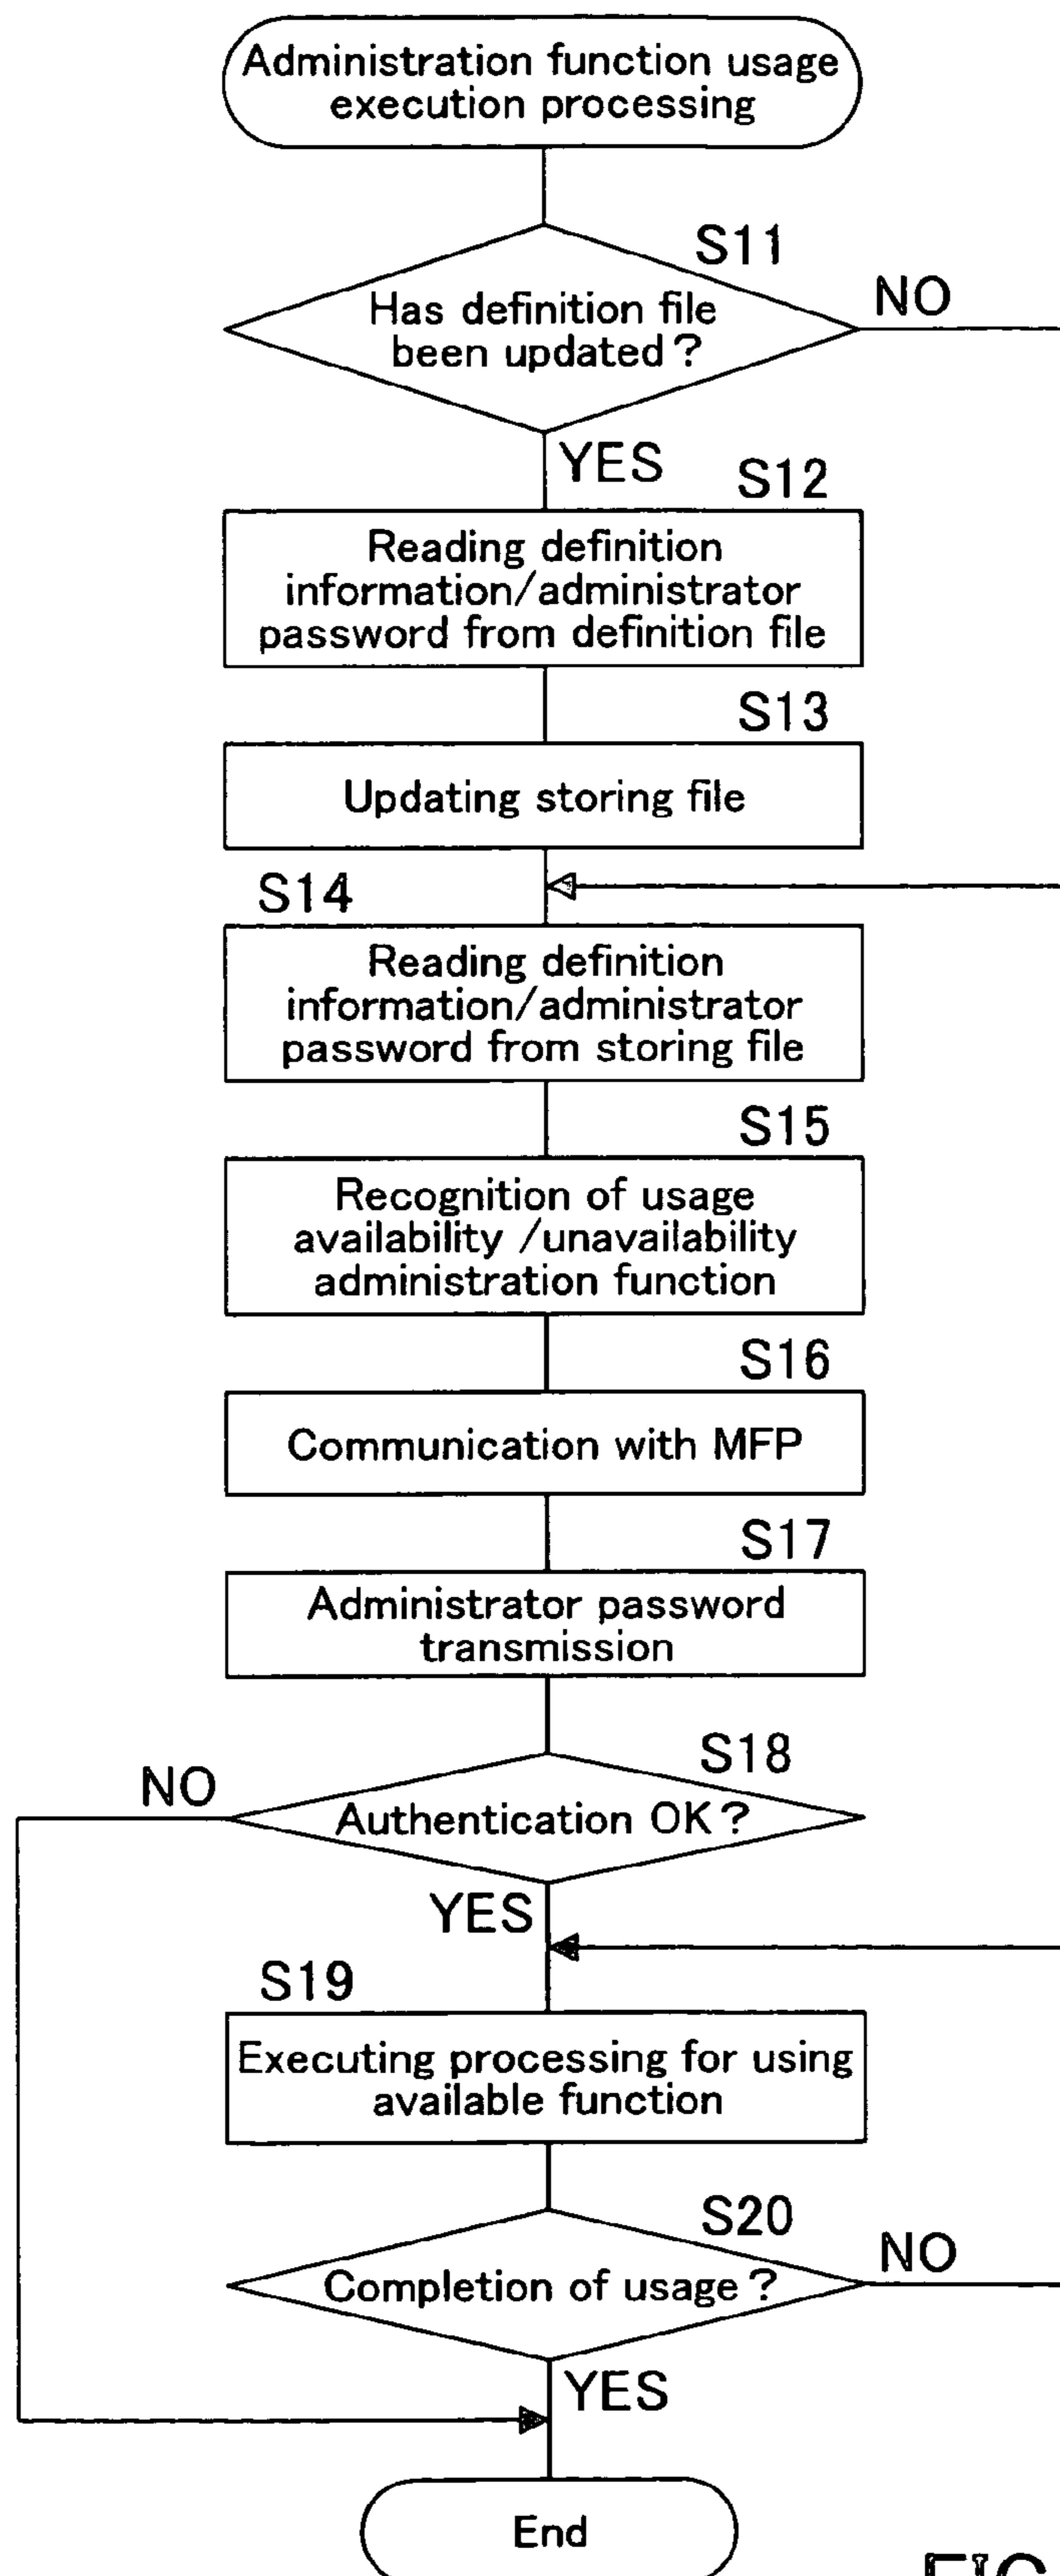 Administration function usage
execution processing
S11
Has definition file
been updated?
NO
YES
S12
Reading definition
information/administrator
password from definition file
S13
Updating storing file
S14
Reading definition
information/administrator
password from storing file
S15
Recognition of usage
availability /unavailability
administration function
S16
Communication with MFP
S17
Administrator password
transmission
S18
NO
Authentication OK?
YES
S19
Executing processing for using
available function
S20
Completion of usage?
NO
YES
End